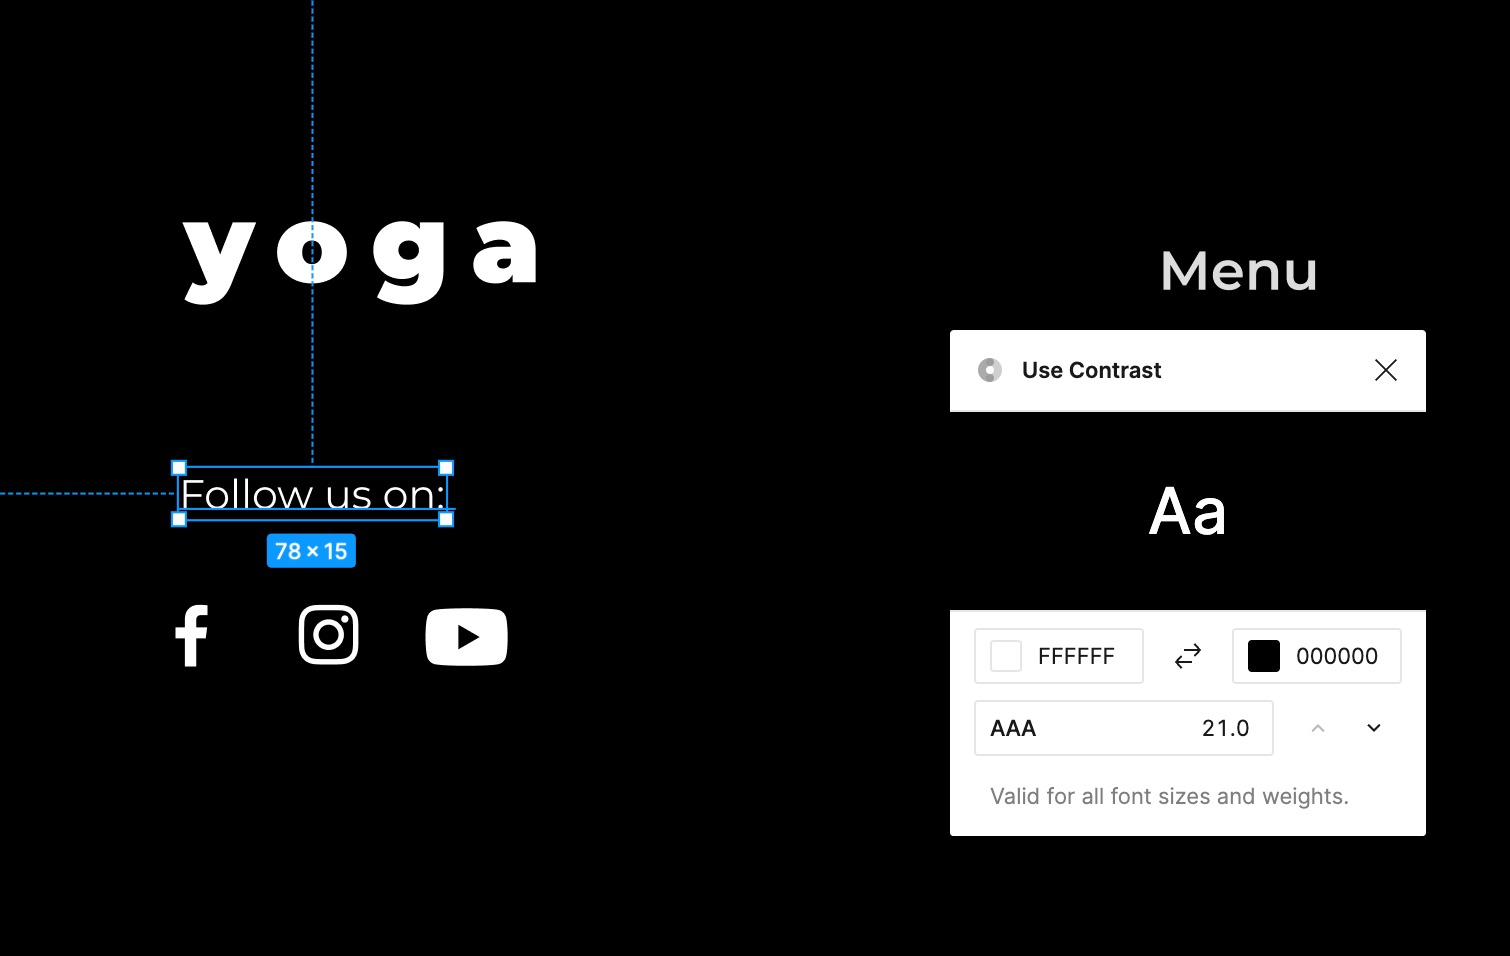 yoga
Menu
Use Contrast
Aa
Follow us on:
78 × 15
FFFFFF
000000
AAA 21.0
Valid for all font sizes and weights.